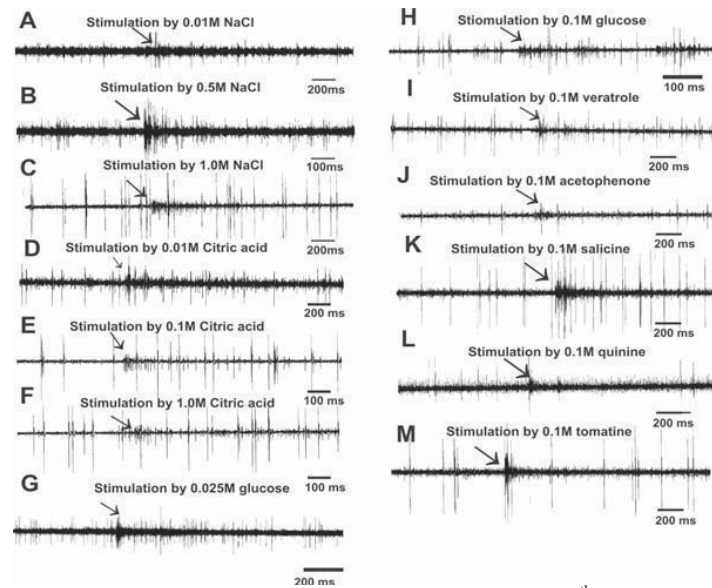 A
Stimulation by 0.01M NaCl
200ms
B
Stimulation by 0.5M NaCl
100ms
C
Stimulation by 1.0M NaCl
200ms
D
Stimulation by 0.01M Citric acid
200 ms
E
Stimulation by 0.1M Citric acid
100 ms
F
Stimulation by 1.0M Citric acid
100 ms
G
Stimulation by 0.025M glucose
200 ms
H
Stiomulation by 0.1M glucose
100 ms
I
Stimulation by 0.1M veratrole
200 ms
J
Stimulation by 0.1M acetophenone
200 ms
K
Stimulation by 0.1M salicine
200 ms
L
Stimulation by 0.1M quinine
200 ms
M
Stimulation by 0.1M tomatine
200 ms
th